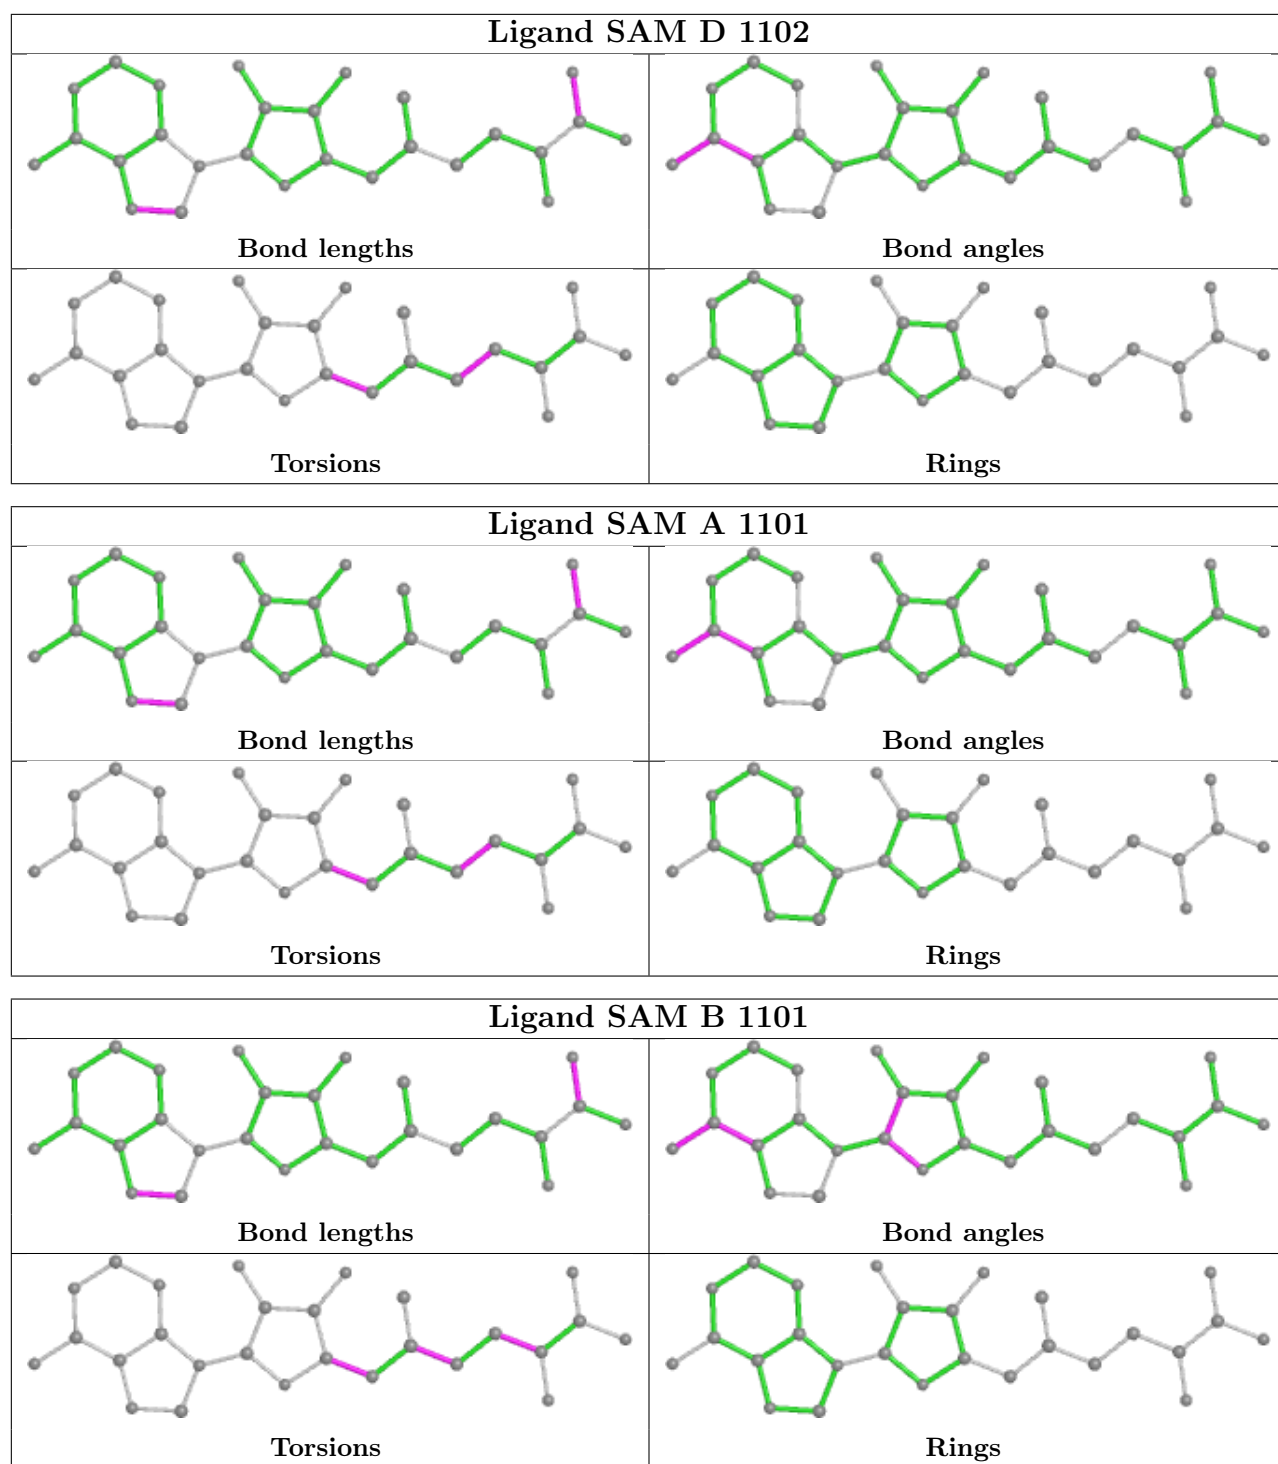 Ligand SAM D 1102
Bond lengths
Bond angles
Torsions
Rings
Ligand SAM A 1101
Bond lengths
Bond angles
Torsions
Rings
Ligand SAM B 1101
Bond lengths
Bond angles
Torsions
Rings